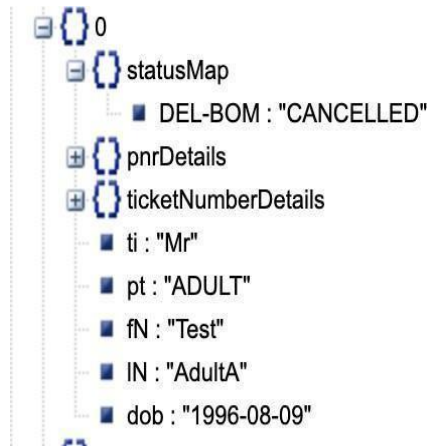 0
statusMap
DEL-BOM : "CANCELLED"
pnrDetails
ticketNumberDetails
ti : "Mr"
pt : "ADULT"
fN : "Test"
lN : "AdultA"
dob : "1996-08-09"